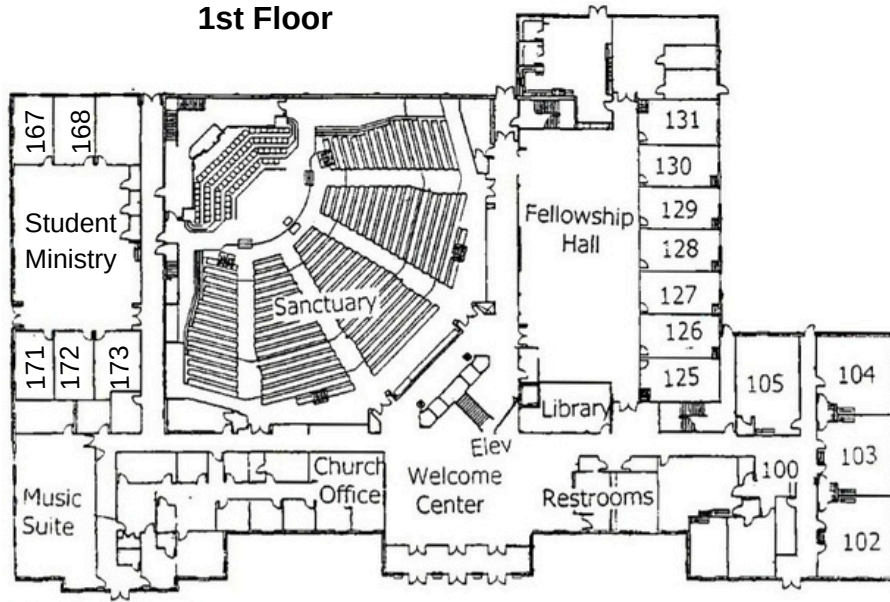 1st Floor
167
168
Student
Ministry
171
172
173
Sanctuary
Fellowship
Hall
131
130
129
128
127
126
125
105
104
103
102
100
Library
Elev
Welcome
Center
Church
Office
Restrooms
Music
Suite